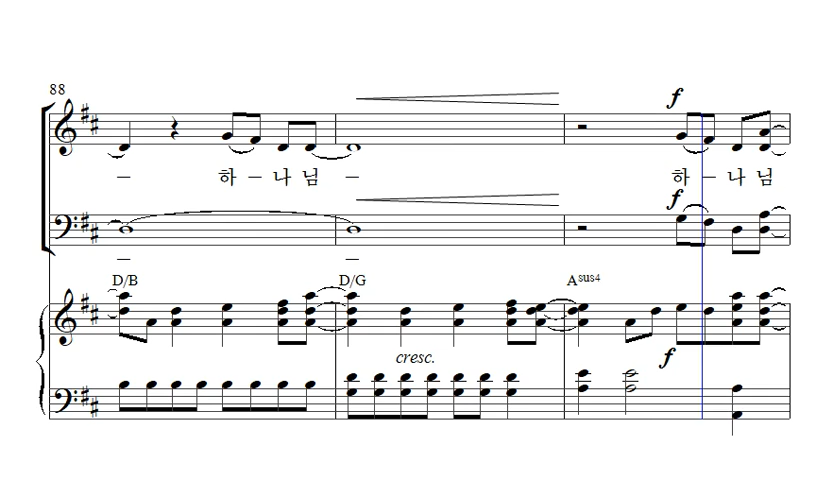 88
f
– 하 – 나 님 – 하 – 나 님
f
– –
D/B D/G Asus4
cresc. f